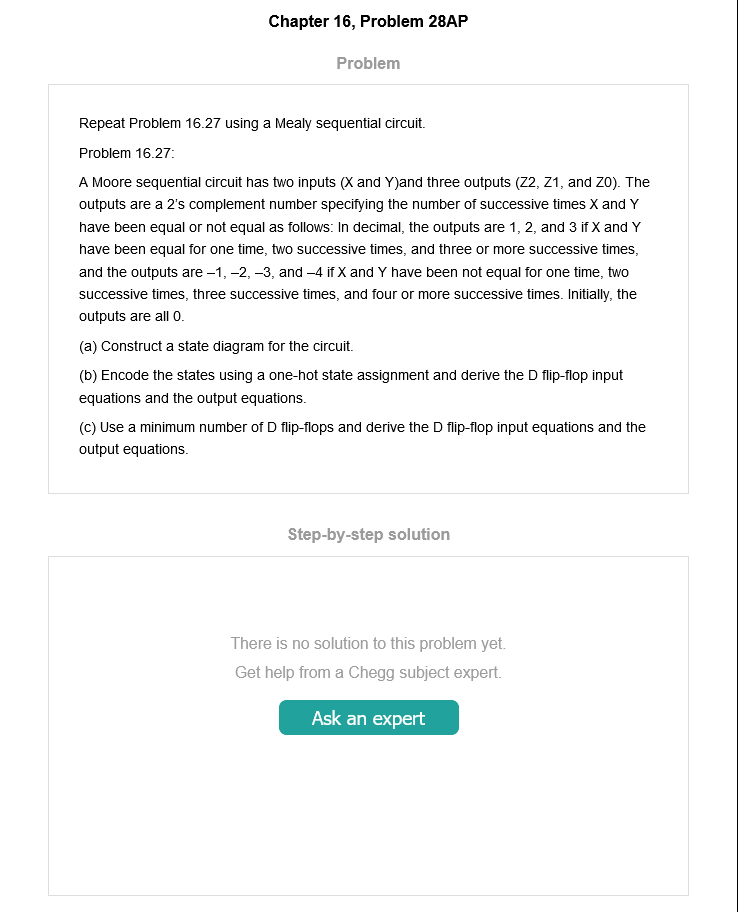 Chapter 16, Problem 28AP
Problem
Repeat Problem 16.27 using a Mealy sequential circuit.
Problem 16.27:
A Moore sequential circuit has two inputs (X and Y)and three outputs (Z2, Z1, and Z0). The
outputs are a 2's complement number specifying the number of successive times X and Y
have been equal or not equal as follows: In decimal, the outputs are 1, 2, and 3 if X and Y
have been equal for one time, two successive times, and three or more successive times,
and the outputs are –1, –2, –3, and –4 if X and Y have been not equal for one time, two
successive times, three successive times, and four or more successive times. Initially, the
outputs are all 0.
(a) Construct a state diagram for the circuit.
(b) Encode the states using a one-hot state assignment and derive the D flip-flop input
equations and the output equations.
(c) Use a minimum number of D flip-flops and derive the D flip-flop input equations and the
output equations.
Step-by-step solution
There is no solution to this problem yet.
Get help from a Chegg subject expert.
Ask an expert